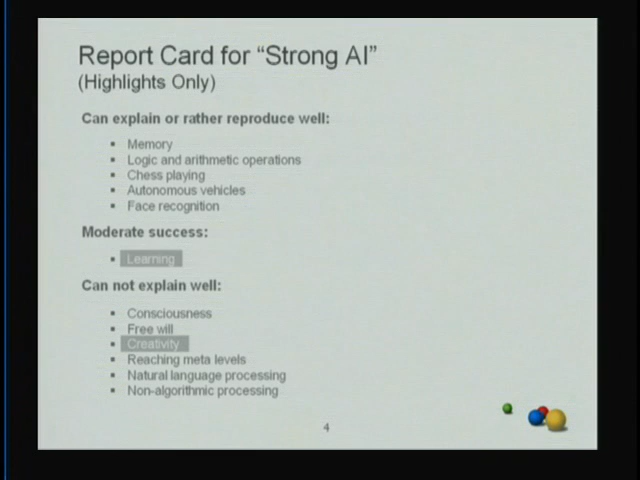 Report Card for “Strong AI”
(Highlights Only)
Can explain or rather reproduce well:
▪ Memory
▪ Logic and arithmetic operations
▪ Chess playing
▪ Autonomous vehicles
▪ Face recognition
Moderate success:
▪ Learning
Can not explain well:
▪ Consciousness
▪ Free will
▪ Creativity
▪ Reaching meta levels
▪ Natural language processing
▪ Non-algorithmic processing
4